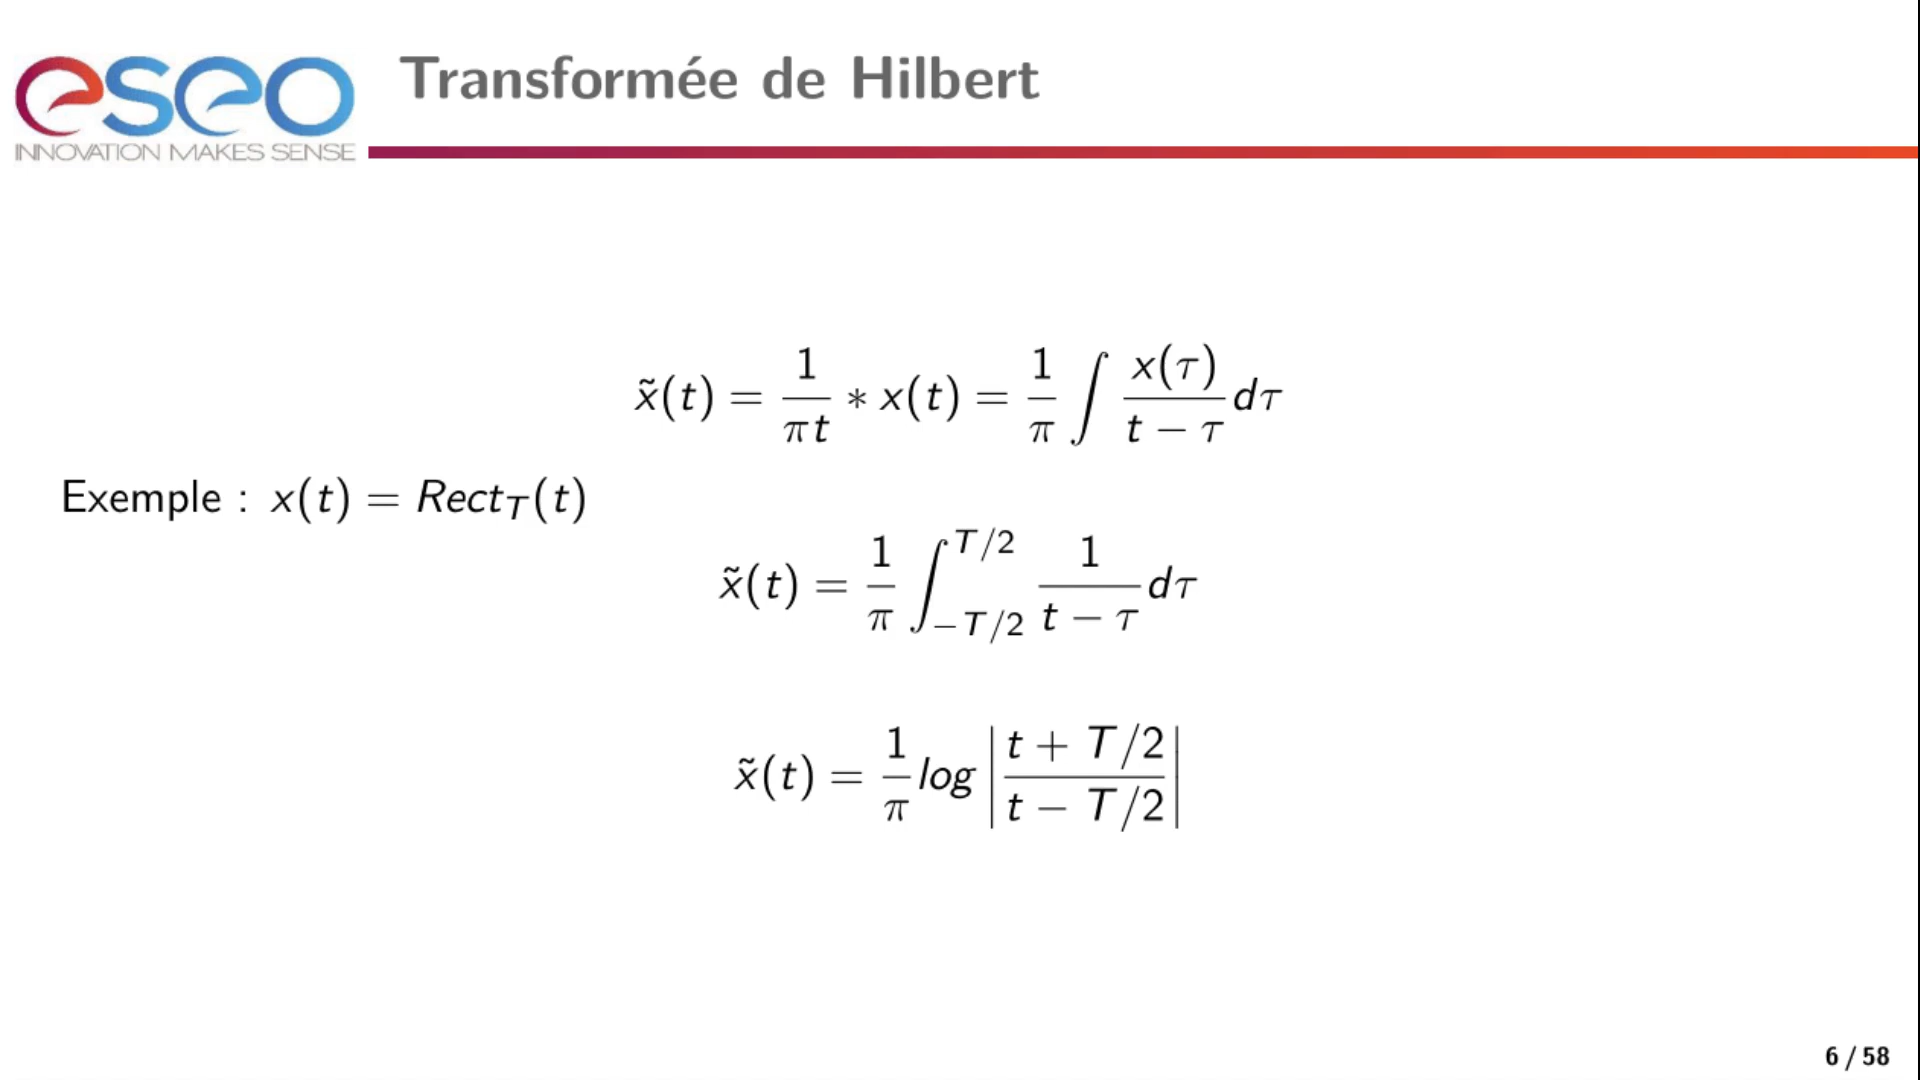 eseo
INNOVATION MAKES SENSE
Transformée de Hilbert
x̃(t) = 1/(πt) ∗ x(t) = 1/π ∫ x(τ)/(t − τ) dτ
Exemple : x(t) = Rect_T(t)
x̃(t) = 1/π ∫_{−T/2}^{T/2} 1/(t − τ) dτ
x̃(t) = 1/π log |(t + T/2)/(t − T/2)|
6 / 58